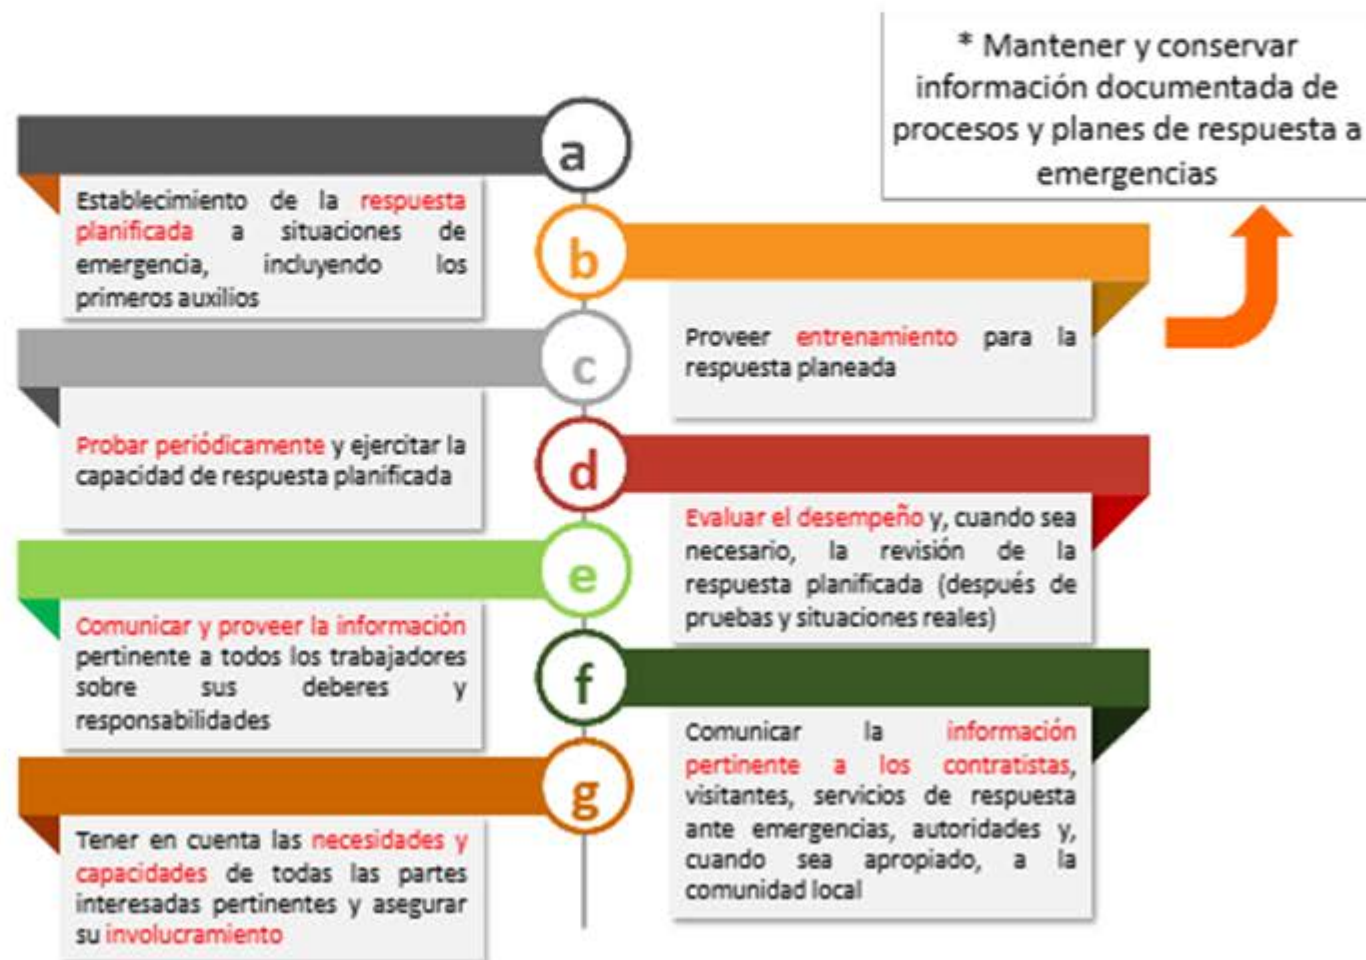 * Mantener y conservar
información documentada de
procesos y planes de respuesta a
emergencias
a
Establecimiento de la respuesta
planificada a situaciones de
emergencia, incluyendo los
primeros auxilios
b
Proveer entrenamiento para la
respuesta planeada
c
Probar periódicamente y ejercitar la
capacidad de respuesta planificada
d
Evaluar el desempeño y, cuando sea
necesario, la revisión de la
respuesta planificada (después de
pruebas y situaciones reales)
e
Comunicar y proveer la información
pertinente a todos los trabajadores
sobre sus deberes y
responsabilidades
f
Comunicar la información
pertinente a los contratistas,
visitantes, servicios de respuesta
ante emergencias, autoridades y,
cuando sea apropiado, a la
comunidad local
g
Tener en cuenta las necesidades y
capacidades de todas las partes
interesadas pertinentes y asegurar
su involucramiento